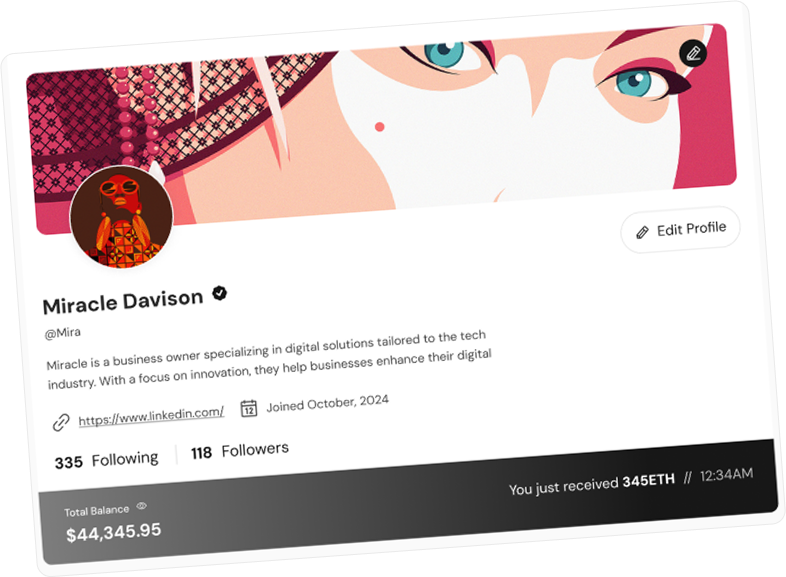 Edit Profile
Miracle Davison
@Mira
Miracle is a business owner specializing in digital solutions tailored to the tech
industry. With a focus on innovation, they help businesses enhance their digital
https://www.linkedin.com/
12
Joined October, 2024
335 Following
118 Followers
Total Balance
$44,345.95
You just received 345ETH // 12:34AM